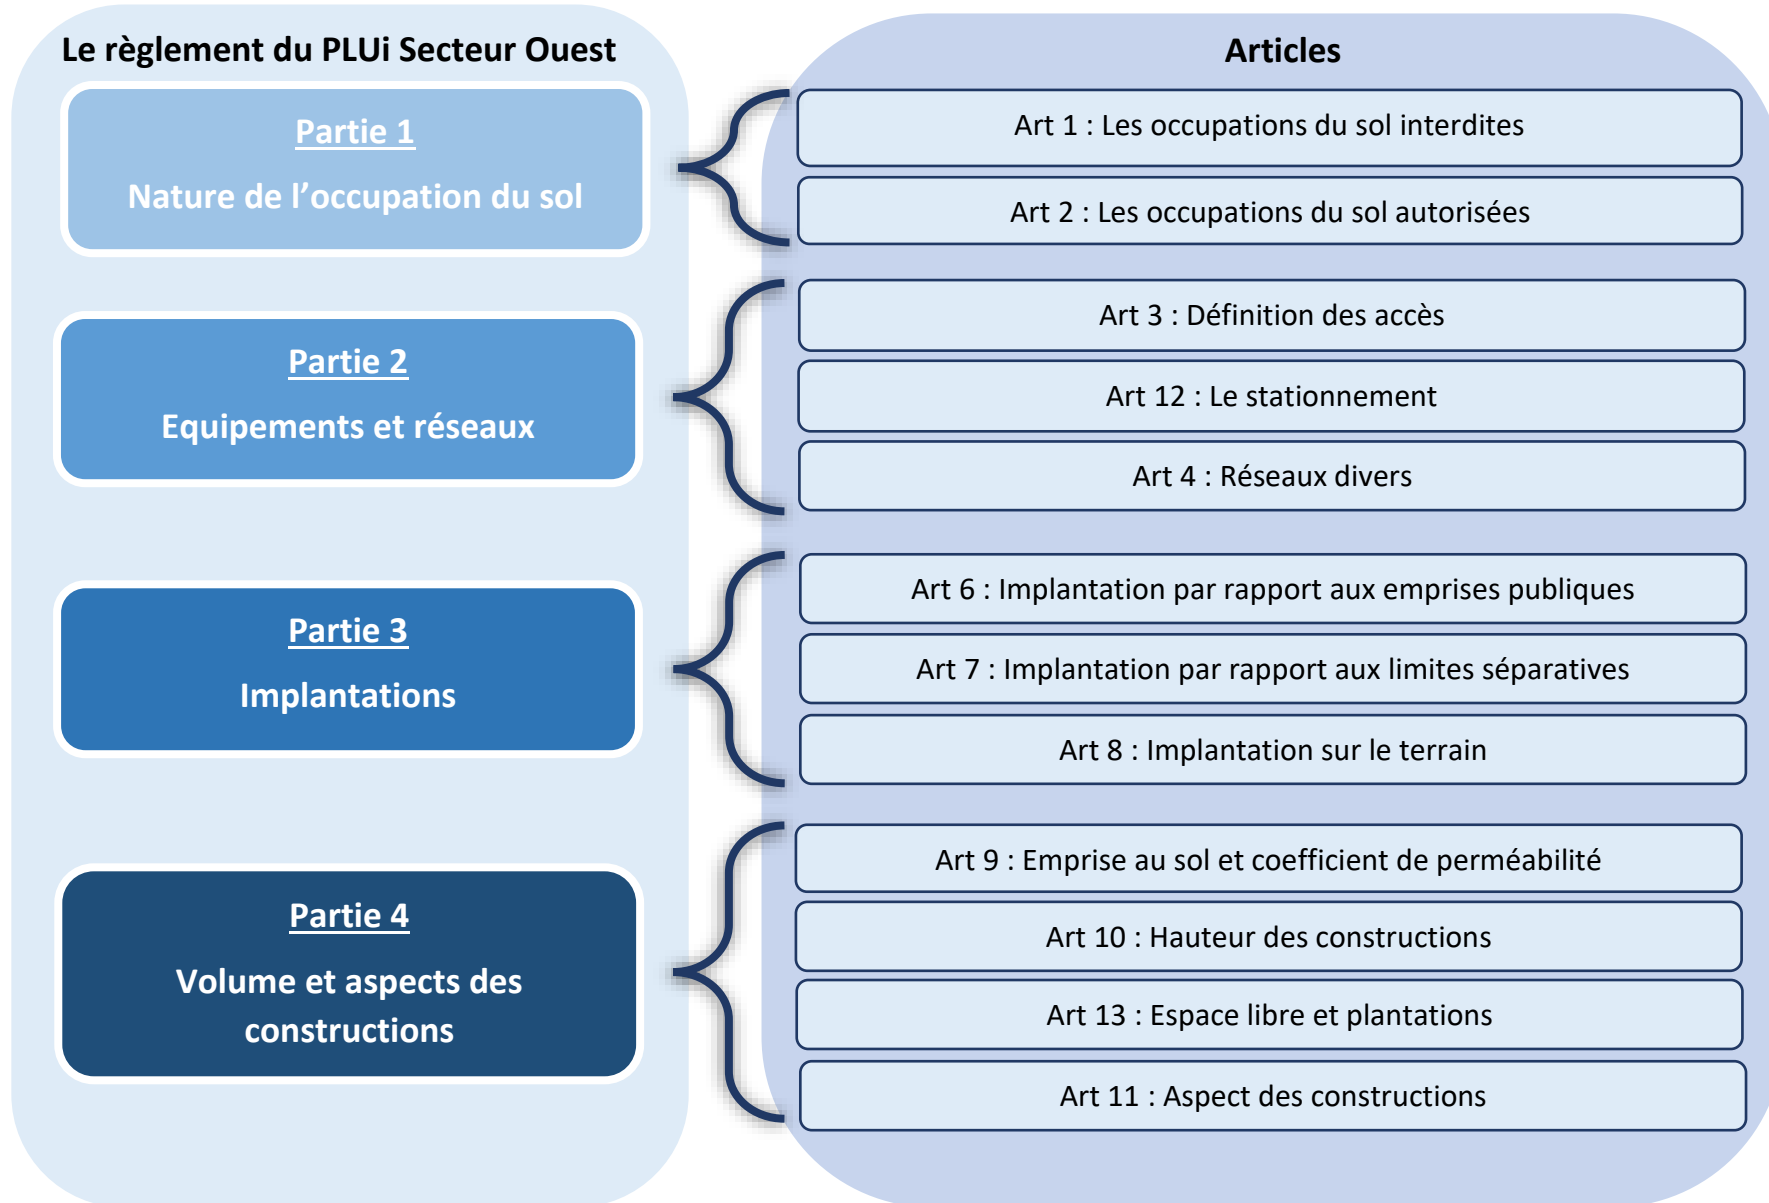 Le règlement du PLUi Secteur Ouest
Articles
Partie 1
Nature de l’occupation du sol
Art 1 : Les occupations du sol interdites
Art 2 : Les occupations du sol autorisées
Partie 2
Equipements et réseaux
Art 3 : Définition des accès
Art 12 : Le stationnement
Art 4 : Réseaux divers
Partie 3
Implantations
Art 6 : Implantation par rapport aux emprises publiques
Art 7 : Implantation par rapport aux limites séparatives
Art 8 : Implantation sur le terrain
Partie 4
Volume et aspects des
constructions
Art 9 : Emprise au sol et coefficient de perméabilité
Art 10 : Hauteur des constructions
Art 13 : Espace libre et plantations
Art 11 : Aspect des constructions